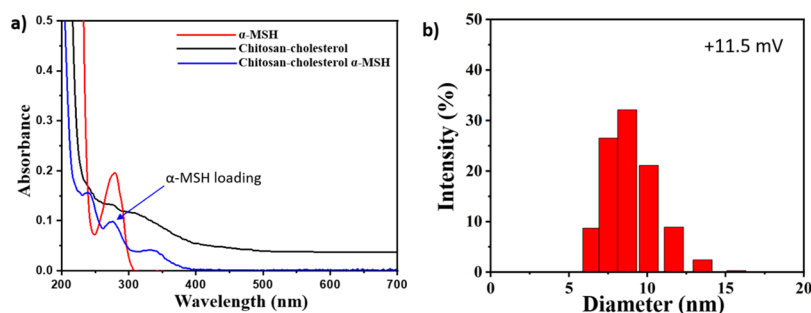 a)
α-MSH
Chitosan-cholesterol
Chitosan-cholesterol α-MSH
α-MSH loading
Absorbance
0.5
0.4
0.3
0.2
0.1
0.0
200 300 400 500 600 700
Wavelength (nm)
b)
+11.5 mV
Intensity (%)
50
40
30
20
10
0
0 5 10 15 20
Diameter (nm)